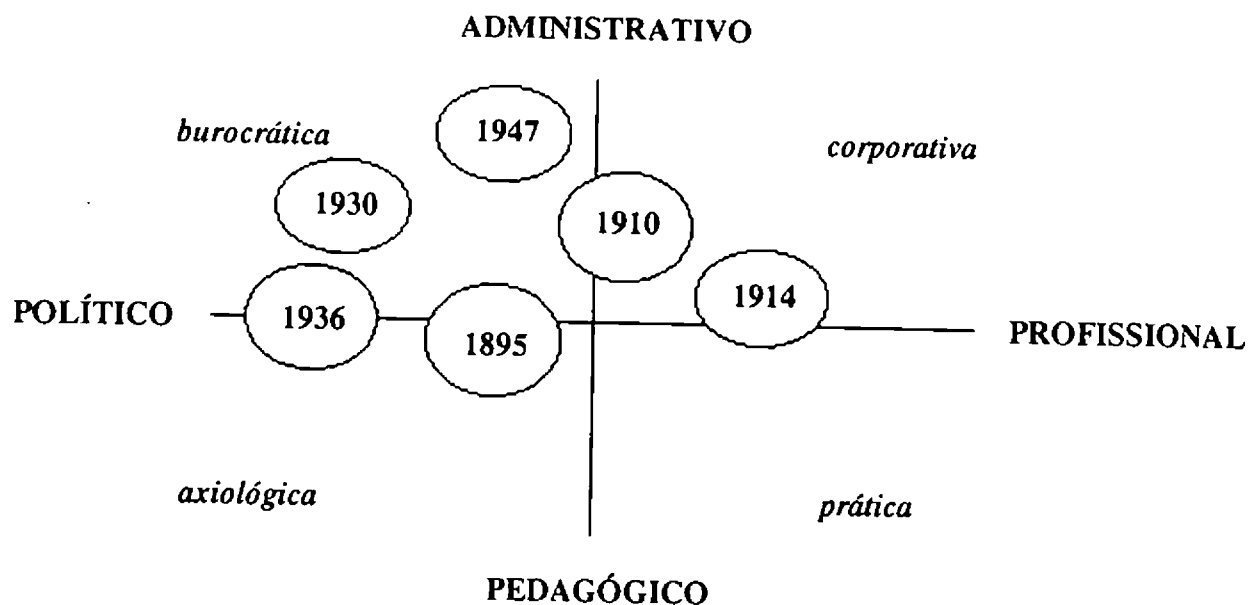 ADMINISTRATIVO
1947
burocrática
corporativa
1930
1910
1914
POLÍTICO
1936
1895
PROFISSIONAL
axiológica
prática
PEDAGÓGICO